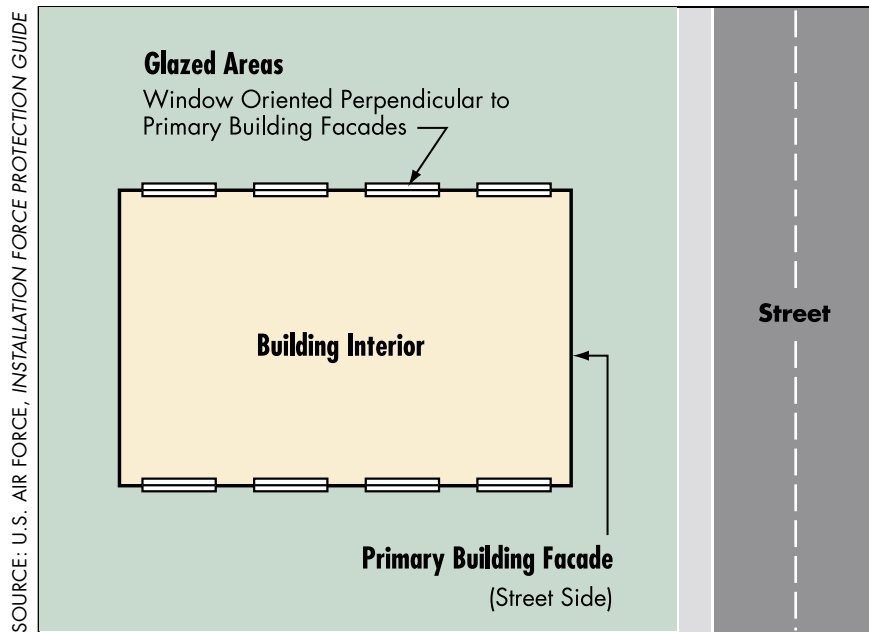 SOURCE: U.S. AIR FORCE, INSTALLATION FORCE PROTECTION GUIDE
Glazed Areas
Window Oriented Perpendicular to
Primary Building Facades
Building Interior
Street
Primary Building Facade
(Street Side)